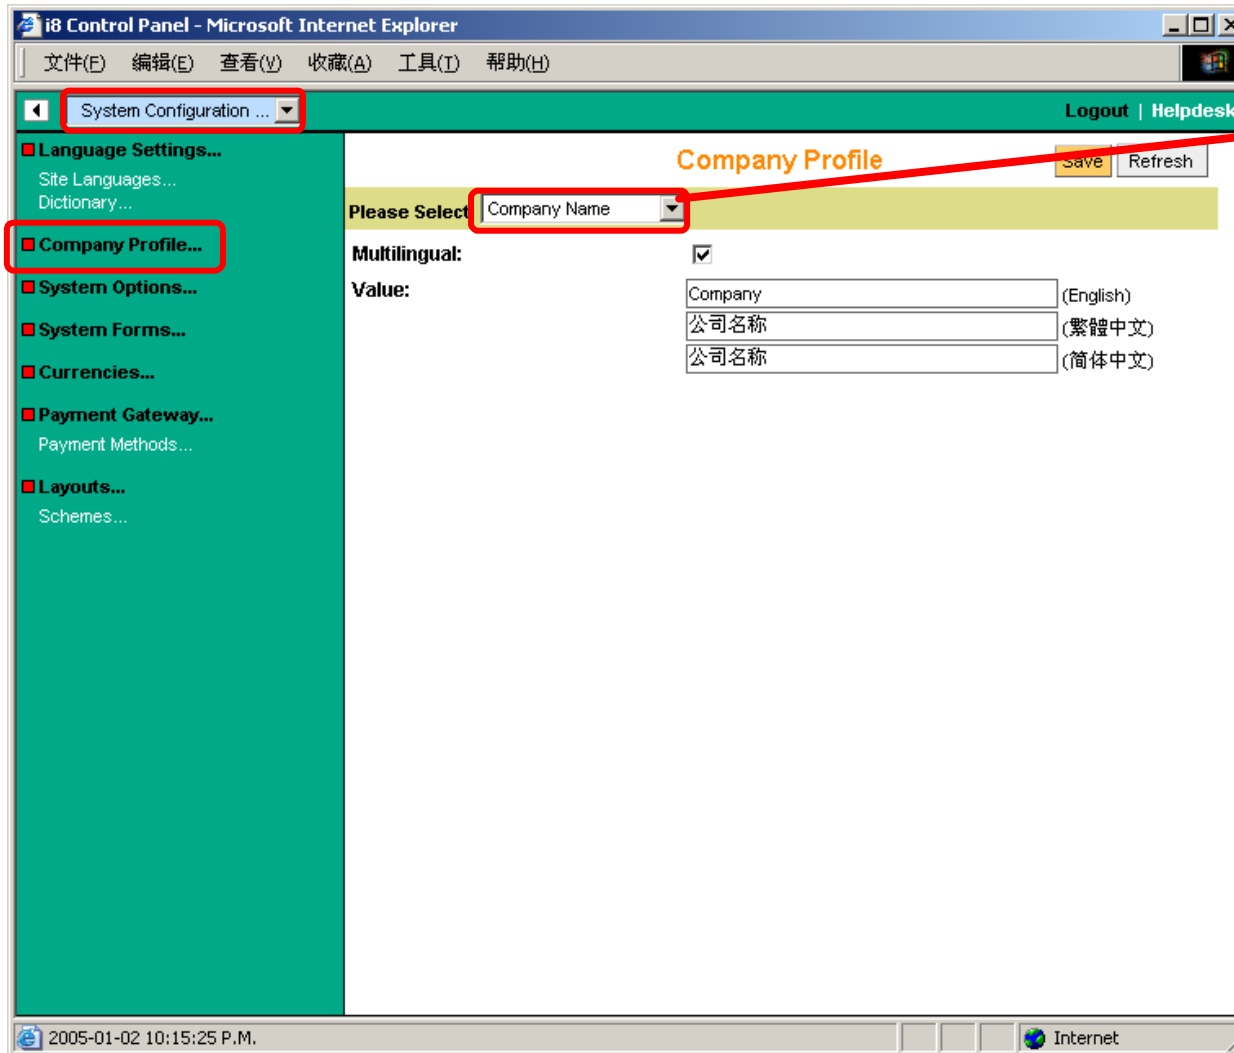 i8 Control Panel - Microsoft Internet Explorer
文件(F) 编辑(E) 查看(V) 收藏(A) 工具(T) 帮助(H)
System Configuration ... Logout | Helpdesk
Language Settings...
Site Languages...
Dictionary...
Company Profile...
System Options...
System Forms...
Currencies...
Payment Gateway...
Payment Methods...
Layouts...
Schemes...
Company Profile Save Refresh
Please Select Company Name
Multilingual:
Value: Company (English)
公司名称 (繁體中文)
公司名称 (简体中文)
2005-01-02 10:15:25 P.M. Internet